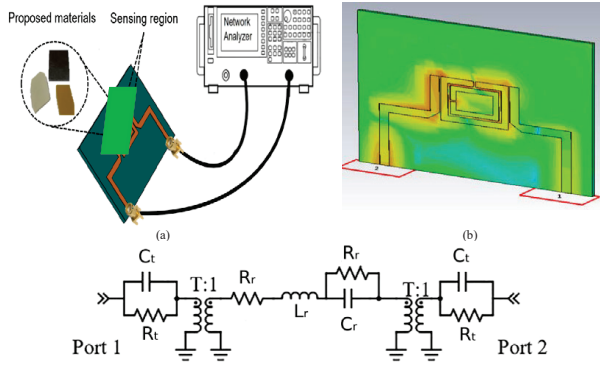 Proposed materials
Sensing region
Network
Analyzer
2
1
(a)
(b)
Ct
Rt
T:1
Rr
Lr
Rr
Cr
T:1
Ct
Rt
Port 1
Port 2